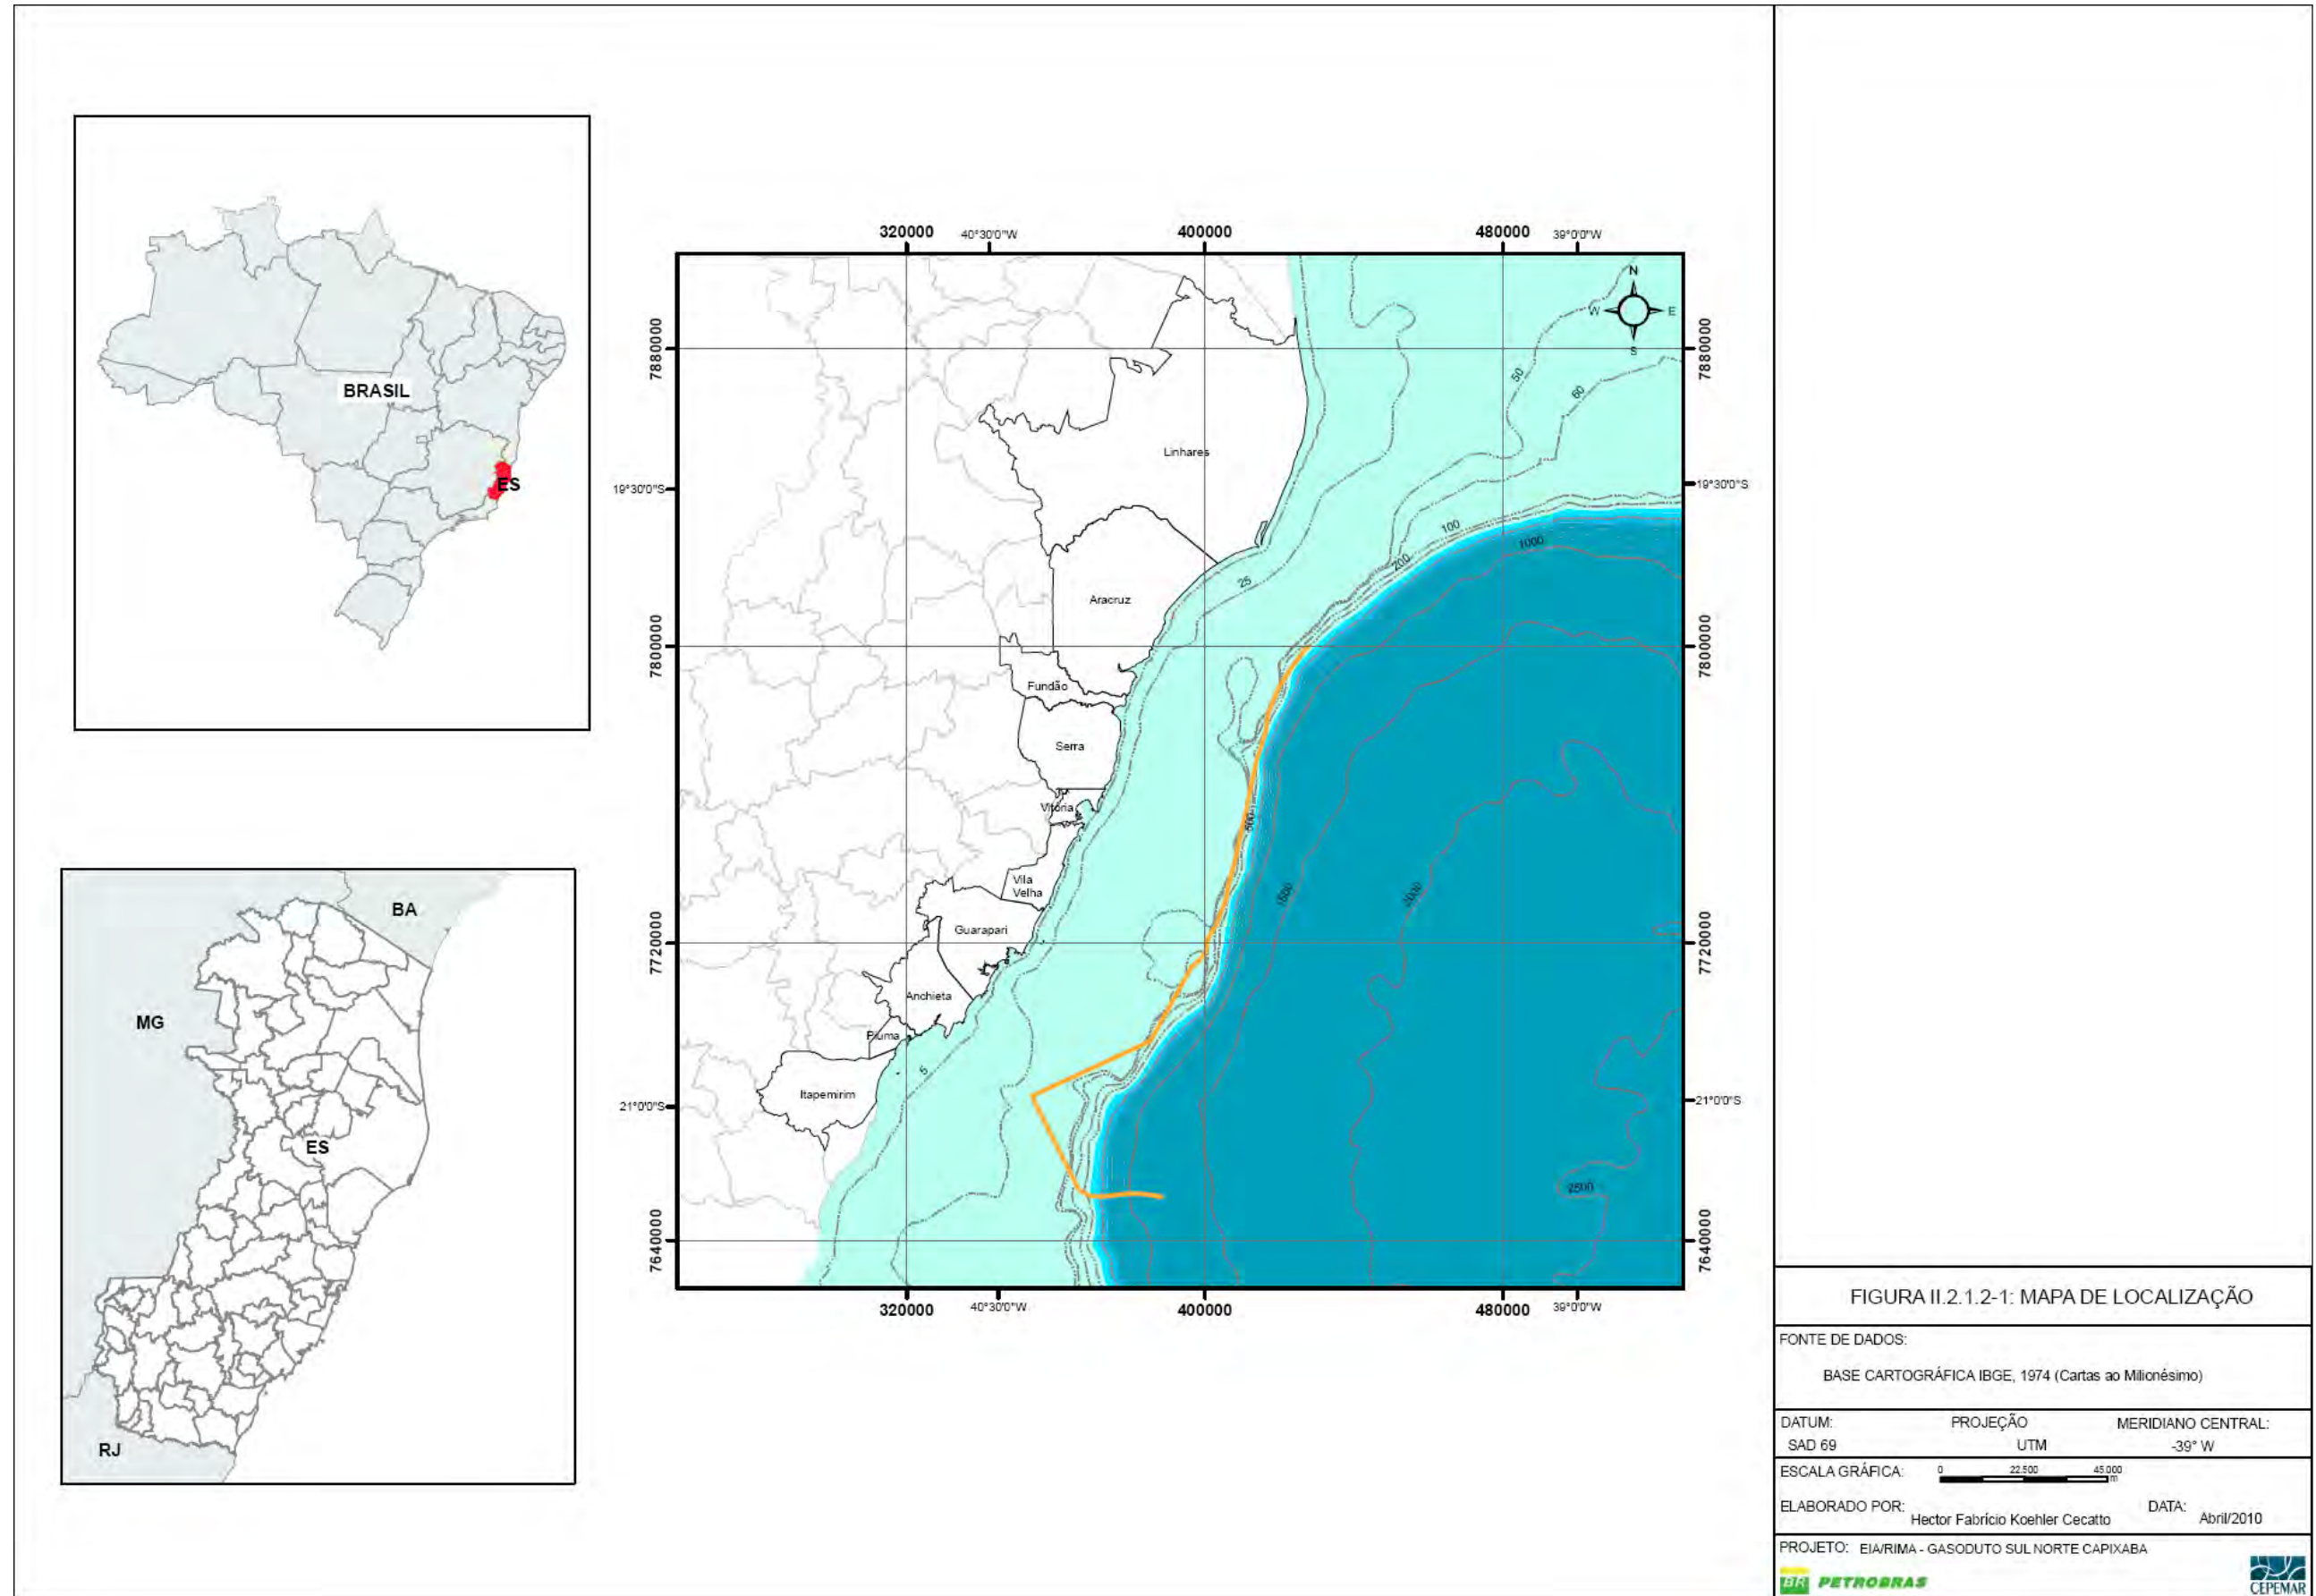 BRASIL
ES
BA
MG
ES
RJ
320000 40°30'0"W 400000 480000 39°0'0"W
N
W E
S
7880000 7880000
50
60
Linhares
19°30'0"S 19°30'0"S
100
1000
200
25
Aracruz
7800000 7800000
Fundão
Serra
Vitória
500
Vila
Velha
1500
2000
Guarapari
7720000 7720000
Anchieta
Piuma
5
Itapemirim
21°0'0"S 21°0'0"S
2500
7640000 7640000
320000 40°30'0"W 400000 480000 39°0'0"W
FIGURA II.2.1.2-1: MAPA DE LOCALIZAÇÃO
FONTE DE DADOS:
BASE CARTOGRÁFICA IBGE, 1974 (Cartas ao Milionésimo)
DATUM: PROJEÇÃO MERIDIANO CENTRAL:
SAD 69 UTM -39° W
ESCALA GRÁFICA: 0 22.500 45.000
m
ELABORADO POR: DATA:
Hector Fabrício Koehler Cecatto Abril/2010
PROJETO: EIA/RIMA - GASODUTO SUL NORTE CAPIXABA
BR PETROBRAS CEPEMAR